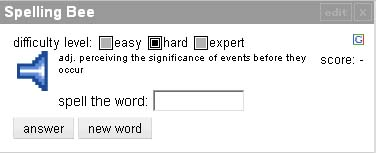 Spelling Bee edit x
difficulty level: easy hard expert G
adj. perceiving the significance of events before they score: -
occur
spell the word:
answer new word